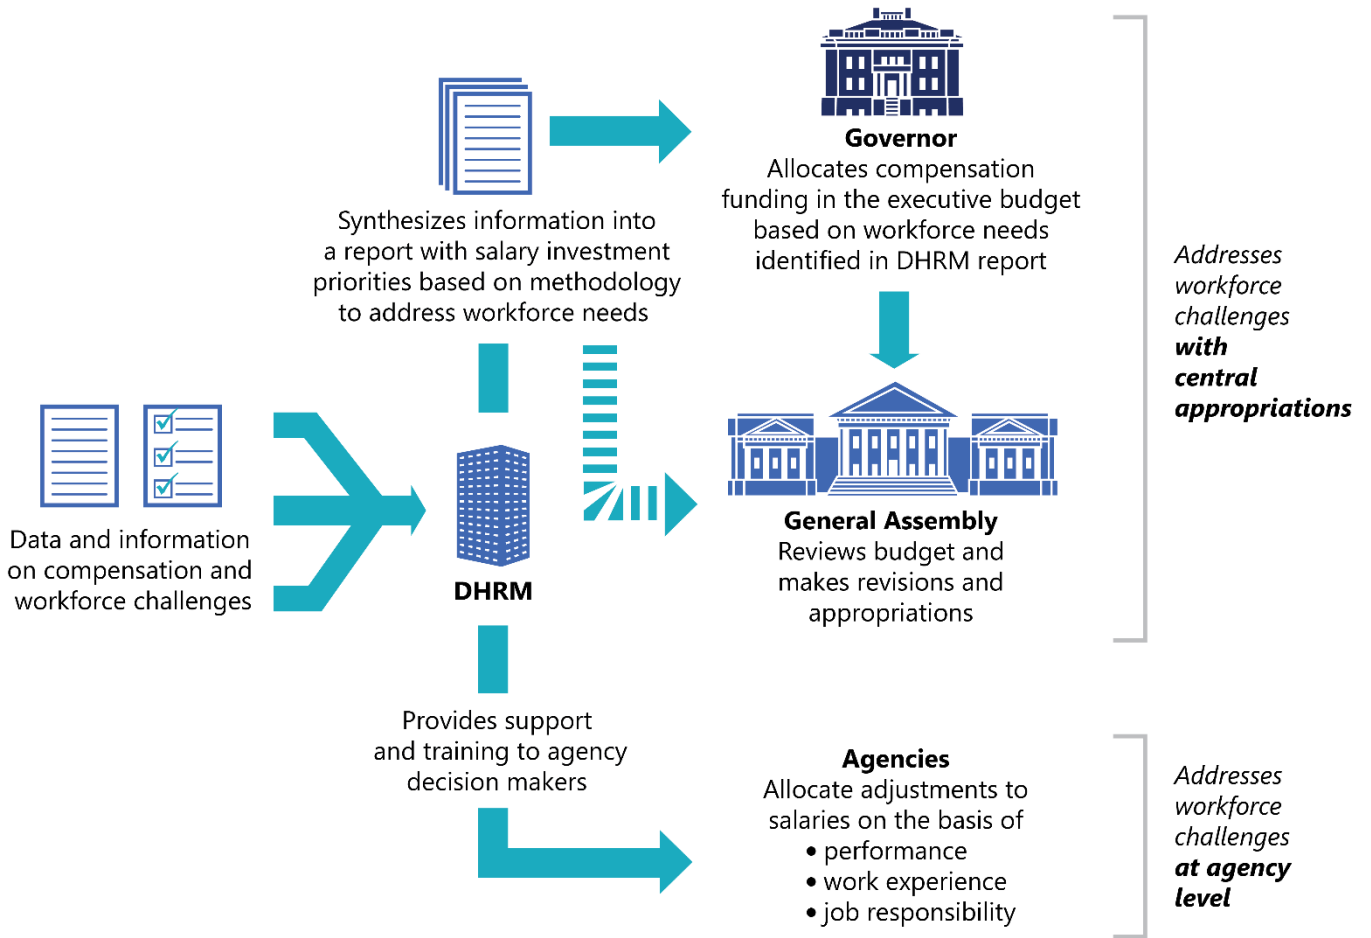 Governor
Allocates compensation
funding in the executive budget
based on workforce needs
identified in DHRM report
Synthesizes information into
a report with salary investment
priorities based on methodology
to address workforce needs
Addresses
workforce
challenges
with
central
appropriations
Data and information
on compensation and
workforce challenges
DHRM
General Assembly
Reviews budget and
makes revisions and
appropriations
Provides support
and training to agency
decision makers
Agencies
Allocate adjustments to
salaries on the basis of
• performance
• work experience
• job responsibility
Addresses
workforce
challenges
at agency
level